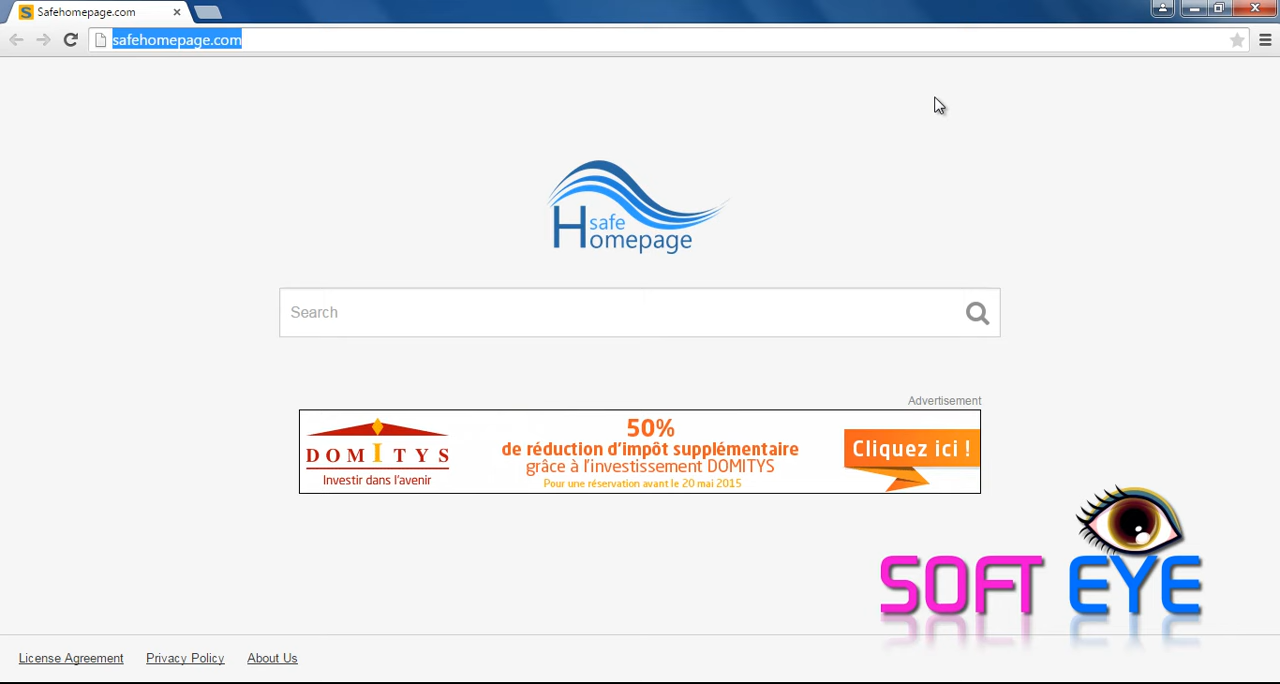 Safehomepage.com
safehomepage.com
safe
Homepage
Search
Advertisement
DOMITYS
Investir dans l'avenir
50%
de réduction d'impôt supplémentaire
grâce à l'investissement DOMITYS
Pour une réservation avant le 20 mai 2015
Cliquez ici !
SOFT EYE
License Agreement Privacy Policy About Us